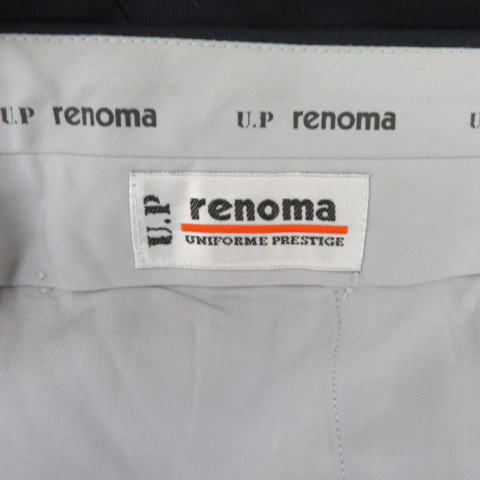 U.P renoma U.P renoma U
U.P
renoma
UNIFORME PRESTIGE